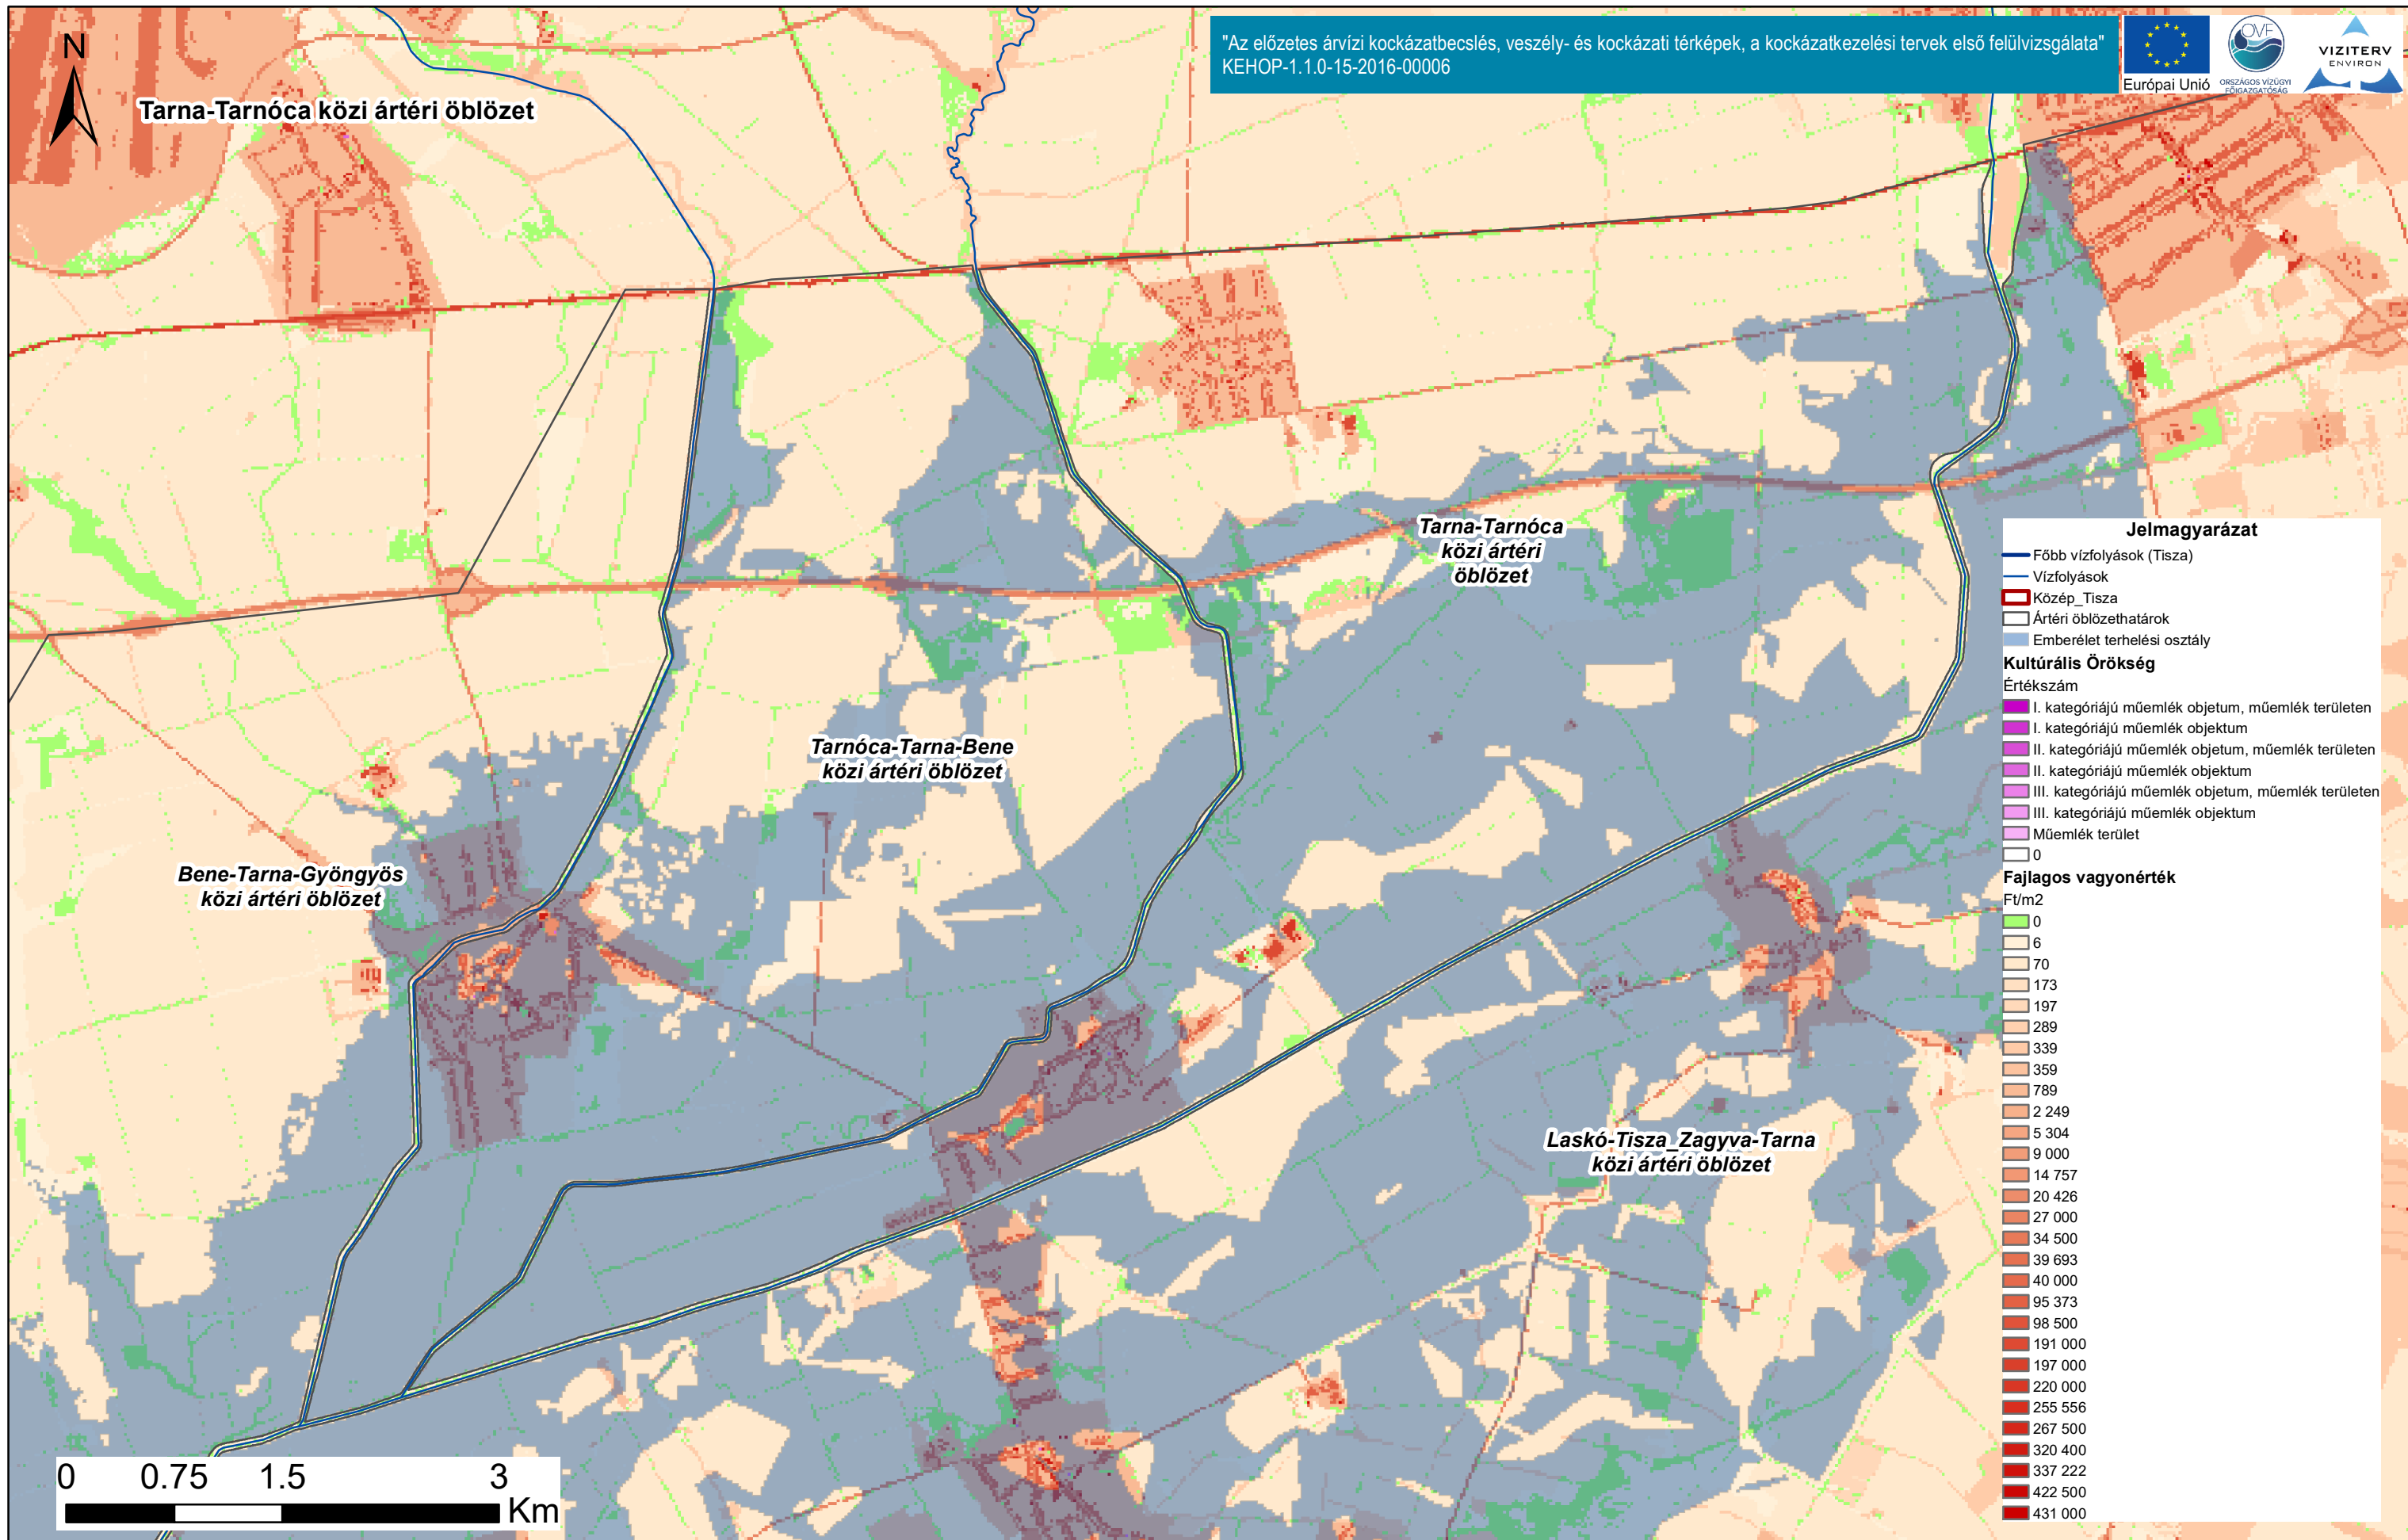 "Az előzetes árvízi kockázatbecslés, veszély- és kockázati térképek, a kockázatkezelési tervek első felülvizsgálata"
KEHOP-1.1.0-15-2016-00006
Európai Unió
OVF
ORSZÁGOS VÍZÜGYI
FŐIGAZGATÓSÁG
VIZITERV
ENVIRON
N
Tarna-Tarnóca közi ártéri öblözet
Tarna-Tarnóca
közi ártéri
öblözet
Tarnóca-Tarna-Bene
közi ártéri öblözet
Bene-Tarna-Gyöngyös
közi ártéri öblözet
Laskó-Tisza_Zagyva-Tarna
közi ártéri öblözet
Jelmagyarázat
Főbb vízfolyások (Tisza)
Vízfolyások
Közép_Tisza
Ártéri öblözethatárok
Emberélet terhelési osztály
Kultúrális Örökség
Értékszám
I. kategóriájú műemlék objetum, műemlék területen
I. kategóriájú műemlék objektum
II. kategóriájú műemlék objetum, műemlék területen
II. kategóriájú műemlék objektum
III. kategóriájú műemlék objetum, műemlék területen
III. kategóriájú műemlék objektum
Műemlék terület
0
Fajlagos vagyonérték
Ft/m2
0
6
70
173
197
289
339
359
789
2 249
5 304
9 000
14 757
20 426
27 000
34 500
39 693
40 000
95 373
98 500
191 000
197 000
220 000
255 556
267 500
320 400
337 222
422 500
431 000
0 0.75 1.5 3
Km